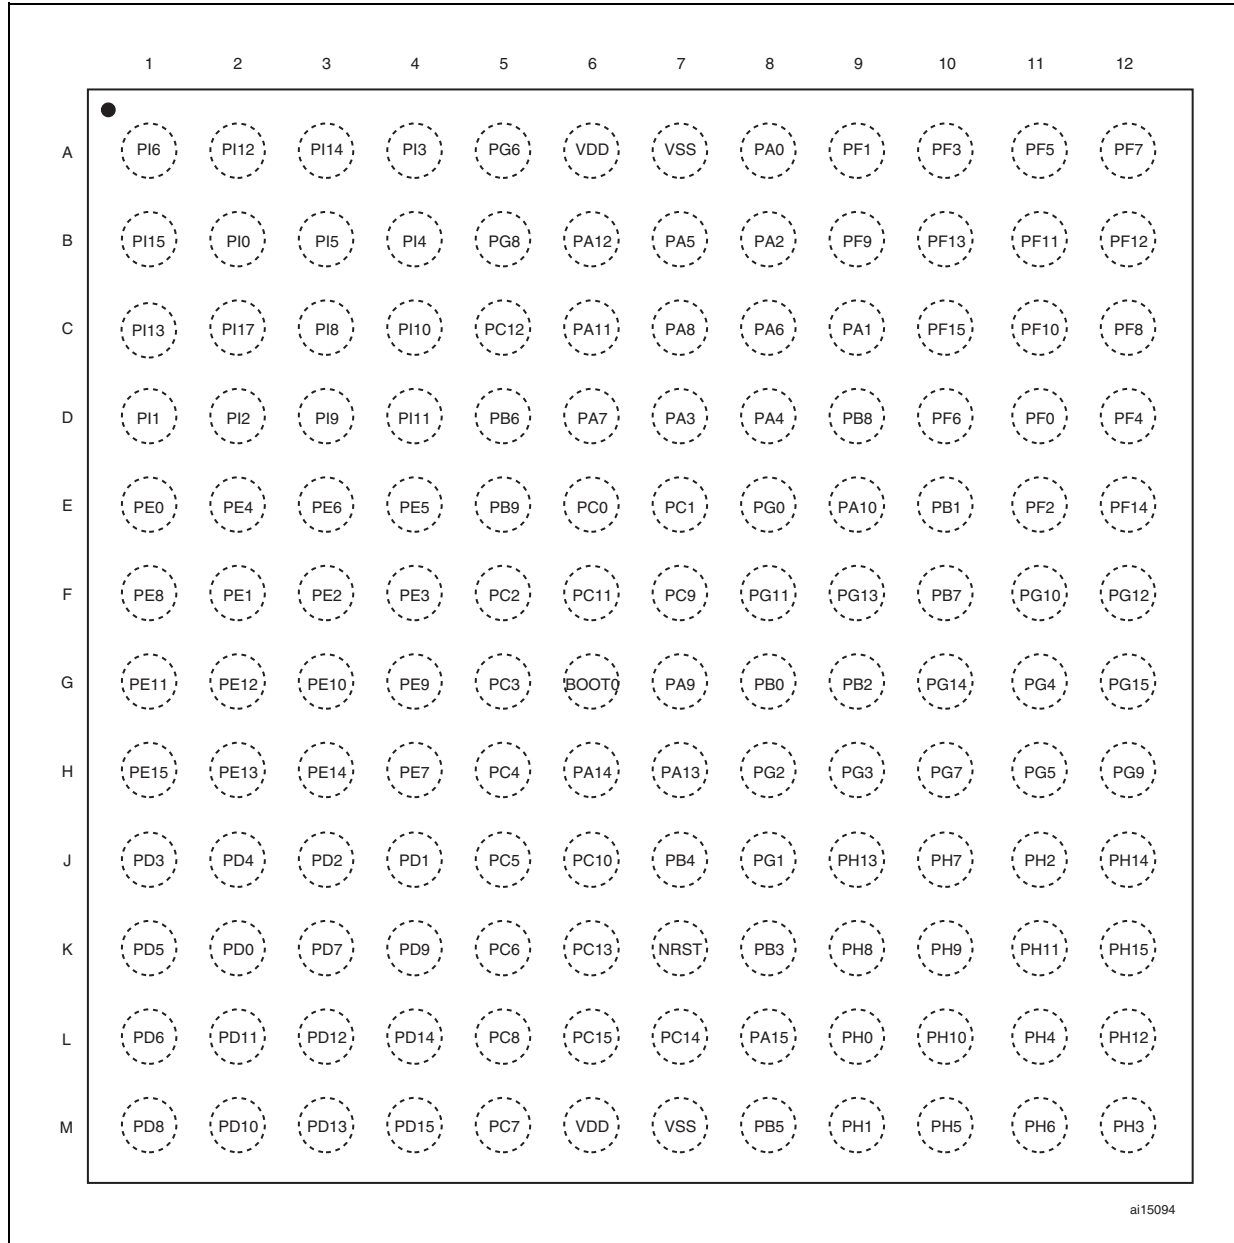 1 2 3 4 5 6 7 8 9 10 11 12
A PI6 PI12 PI14 PI3 PG6 VDD VSS PA0 PF1 PF3 PF5 PF7
B PI15 PI0 PI5 PI4 PG8 PA12 PA5 PA2 PF9 PF13 PF11 PF12
C PI13 PI17 PI8 PI10 PC12 PA11 PA8 PA6 PA1 PF15 PF10 PF8
D PI1 PI2 PI9 PI11 PB6 PA7 PA3 PA4 PB8 PF6 PF0 PF4
E PE0 PE4 PE6 PE5 PB9 PC0 PC1 PG0 PA10 PB1 PF2 PF14
F PE8 PE1 PE2 PE3 PC2 PC11 PC9 PG11 PG13 PB7 PG10 PG12
G PE11 PE12 PE10 PE9 PC3 BOOT0 PA9 PB0 PB2 PG14 PG4 PG15
H PE15 PE13 PE14 PE7 PC4 PA14 PA13 PG2 PG3 PG7 PG5 PG9
J PD3 PD4 PD2 PD1 PC5 PC10 PB4 PG1 PH13 PH7 PH2 PH14
K PD5 PD0 PD7 PD9 PC6 PC13 NRST PB3 PH8 PH9 PH11 PH15
L PD6 PD11 PD12 PD14 PC8 PC15 PC14 PA15 PH0 PH10 PH4 PH12
M PD8 PD10 PD13 PD15 PC7 VDD VSS PB5 PH1 PH5 PH6 PH3
ai15094